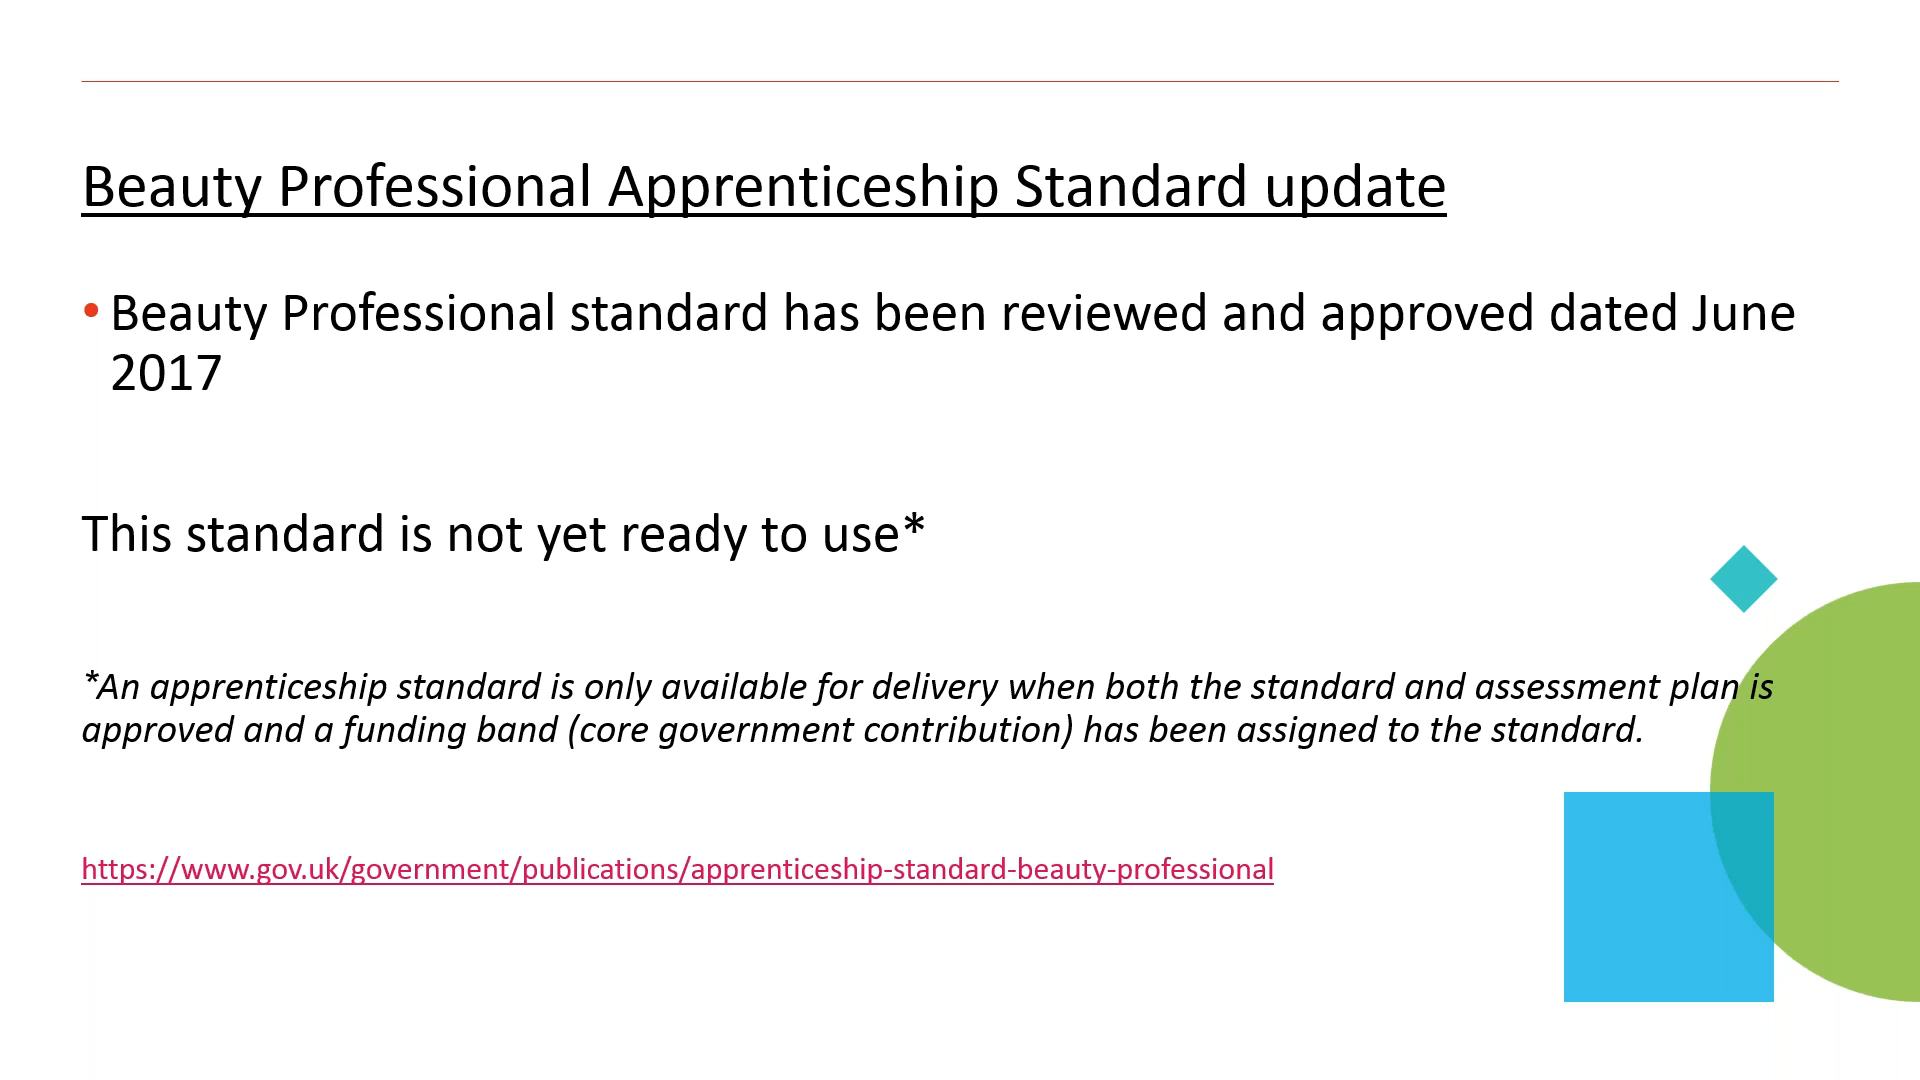 Beauty Professional Apprenticeship Standard update
• Beauty Professional standard has been reviewed and approved dated June
2017
This standard is not yet ready to use*
*An apprenticeship standard is only available for delivery when both the standard and assessment plan is
approved and a funding band (core government contribution) has been assigned to the standard.
https://www.gov.uk/government/publications/apprenticeship-standard-beauty-professional